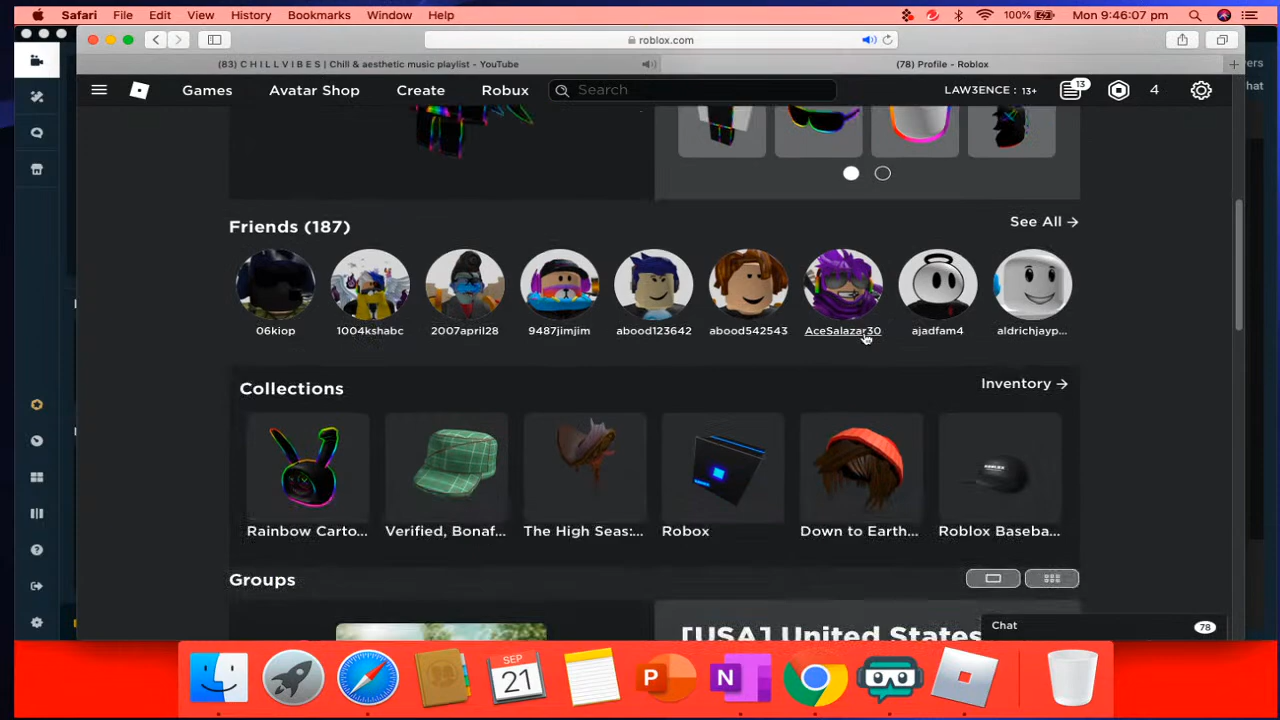 Safari File Edit View History Bookmarks Window Help 100% Mon 9:46:07 pm
roblox.com
(83) C H I L L V I B E S | Chill & aesthetic music playlist - YouTube (78) Profile - Roblox
Games Avatar Shop Create Robux Search LAW3ENCE : 13+ 13 4
Friends (187) See All →
06kiop 1004kshabc 2007april28 9487jimjim abood123642 abood542543 AceSalazar30 ajadfam4 aldrichjayp...
Collections Inventory →
Rainbow Carto... Verified, Bonaf... The High Seas:... Robox Down to Earth... Roblox Baseba...
Groups
[USA] United States
Chat 78
SEP
21